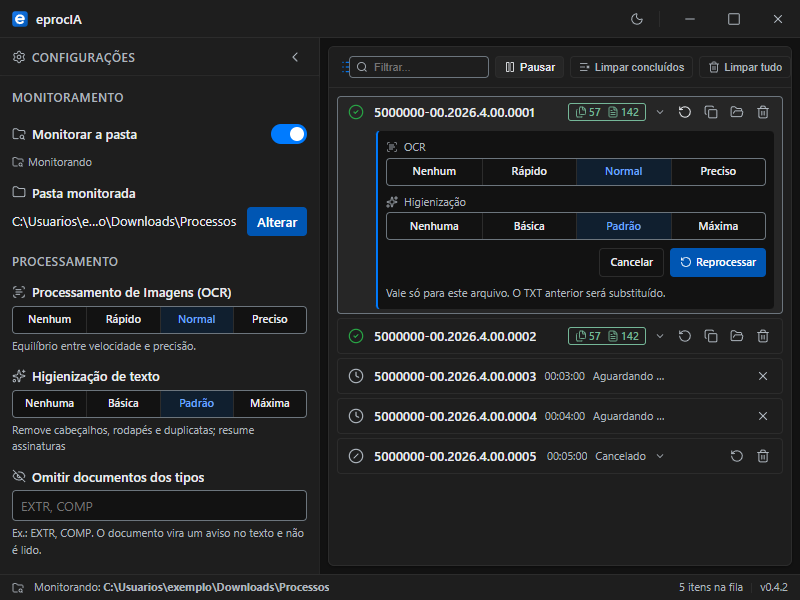 eprocIA
CONFIGURAÇÕES
MONITORAMENTO
Monitorar a pasta
Monitorando
Pasta monitorada
C:\Usuarios\e...o\Downloads\Processos
Alterar
PROCESSAMENTO
Processamento de Imagens (OCR)
Nenhum Rápido Normal Preciso
Equilíbrio entre velocidade e precisão.
Higienização de texto
Nenhuma Básica Padrão Máxima
Remove cabeçalhos, rodapés e duplicatas; resume
assinaturas
Omitir documentos dos tipos
EXTR, COMP
Ex.: EXTR, COMP. O documento vira um aviso no texto e não
é lido.
Filtrar...
Pausar
Limpar concluídos
Limpar tudo
5000000-00.2026.4.00.0001 57 142
OCR
Nenhum Rápido Normal Preciso
Higienização
Nenhuma Básica Padrão Máxima
Cancelar Reprocessar
Vale só para este arquivo. O TXT anterior será substituído.
5000000-00.2026.4.00.0002 57 142
5000000-00.2026.4.00.0003 00:03:00 Aguardando ...
5000000-00.2026.4.00.0004 00:04:00 Aguardando ...
5000000-00.2026.4.00.0005 00:05:00 Cancelado
Monitorando: C:\Usuarios\exemplo\Downloads\Processos
5 itens na fila v0.4.2